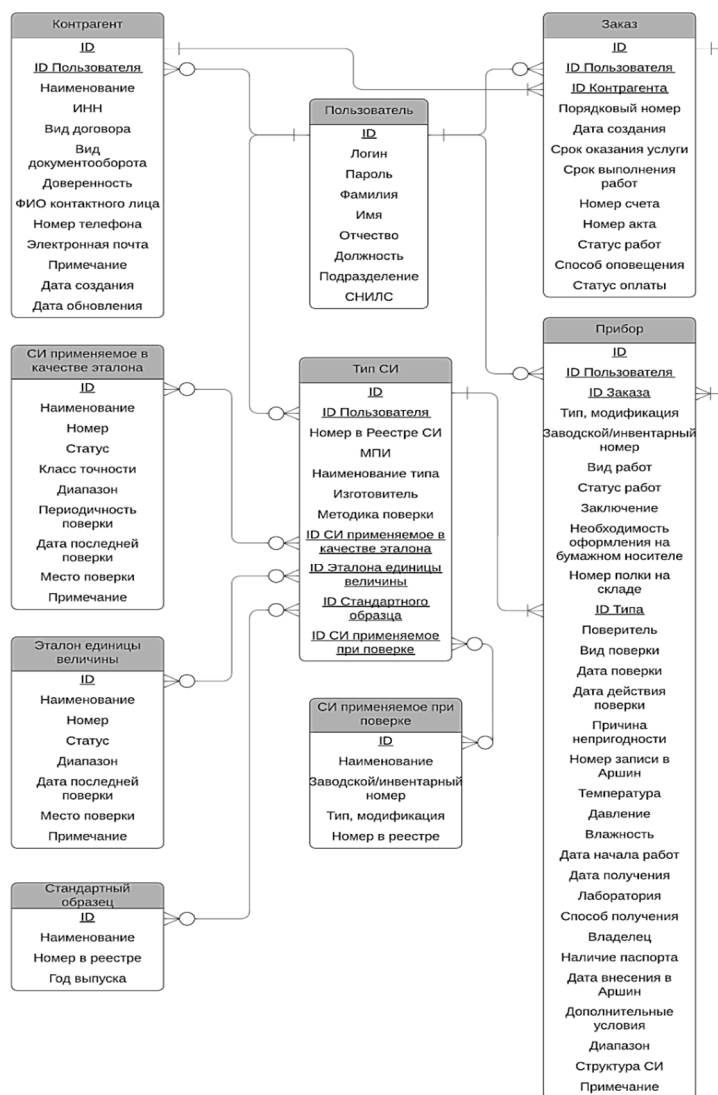 Контрагент
ID
ID Пользователя
Наименование
ИНН
Вид договора
Вид
документооборота
Доверенность
ФИО контактного лица
Номер телефона
Электронная почта
Примечание
Дата создания
Дата обновления
Пользователь
ID
Логин
Пароль
Фамилия
Имя
Отчество
Должность
Подразделение
СНИЛС
Заказ
ID
ID Пользователя
ID Контрагента
Порядковый номер
Дата создания
Срок оказания услуги
Срок выполнения
работ
Номер счета
Номер акта
Статус работ
Способ оповещения
Статус оплаты
СИ применяемое в
качестве эталона
ID
Наименование
Номер
Статус
Класс точности
Диапазон
Периодичность
поверки
Дата последней
поверки
Место поверки
Примечание
Тип СИ
ID
ID Пользователя
Номер в Реестре СИ
МПИ
Наименование типа
Изготовитель
Методика поверки
ID СИ применяемое в
качестве эталона
ID Эталона единицы
величины
ID Стандартного
образца
ID СИ применяемое
при поверке
Прибор
ID
ID Пользователя
ID Заказа
Тип, модификация
Заводской/инвентарный
номер
Вид работ
Статус работ
Заключение
Необходимость
оформления на
бумажном носителе
Номер полки на
складе
ID Типа
Поверитель
Вид поверки
Дата поверки
Дата действия
поверки
Причина
непригодности
Номер записи в
Аршин
Температура
Давление
Влажность
Дата начала работ
Дата получения
Лаборатория
Способ получения
Владелец
Наличие паспорта
Дата внесения в
Аршин
Дополнительные
условия
Диапазон
Структура СИ
Примечание
Эталон единицы
величины
ID
Наименование
Номер
Статус
Диапазон
Дата последней
поверки
Место поверки
Примечание
СИ применяемое при
поверке
ID
Наименование
Заводской/инвентарный
номер
Тип, модификация
Номер в реестре
Стандартный
образец
ID
Наименование
Номер в реестре
Год выпуска